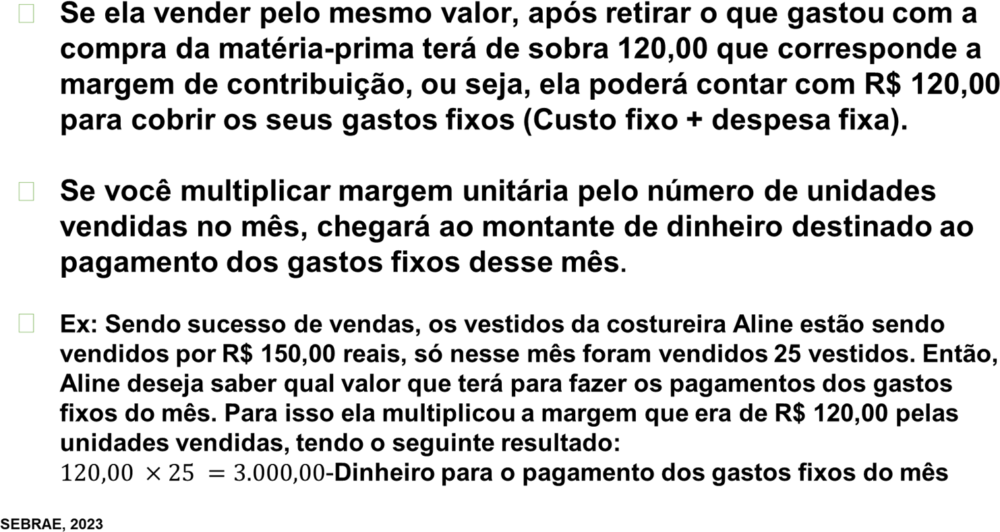 Se ela vender pelo mesmo valor, após retirar o que gastou com a
compra da matéria-prima terá de sobra 120,00 que corresponde a
margem de contribuição, ou seja, ela poderá contar com R$ 120,00
para cobrir os seus gastos fixos (Custo fixo + despesa fixa).
Se você multiplicar margem unitária pelo número de unidades
vendidas no mês, chegará ao montante de dinheiro destinado ao
pagamento dos gastos fixos desse mês.
Ex: Sendo sucesso de vendas, os vestidos da costureira Aline estão sendo
vendidos por R$ 150,00 reais, só nesse mês foram vendidos 25 vestidos. Então,
Aline deseja saber qual valor que terá para fazer os pagamentos dos gastos
fixos do mês. Para isso ela multiplicou a margem que era de R$ 120,00 pelas
unidades vendidas, tendo o seguinte resultado:
120,00 × 25 = 3.000,00-Dinheiro para o pagamento dos gastos fixos do mês
SEBRAE, 2023